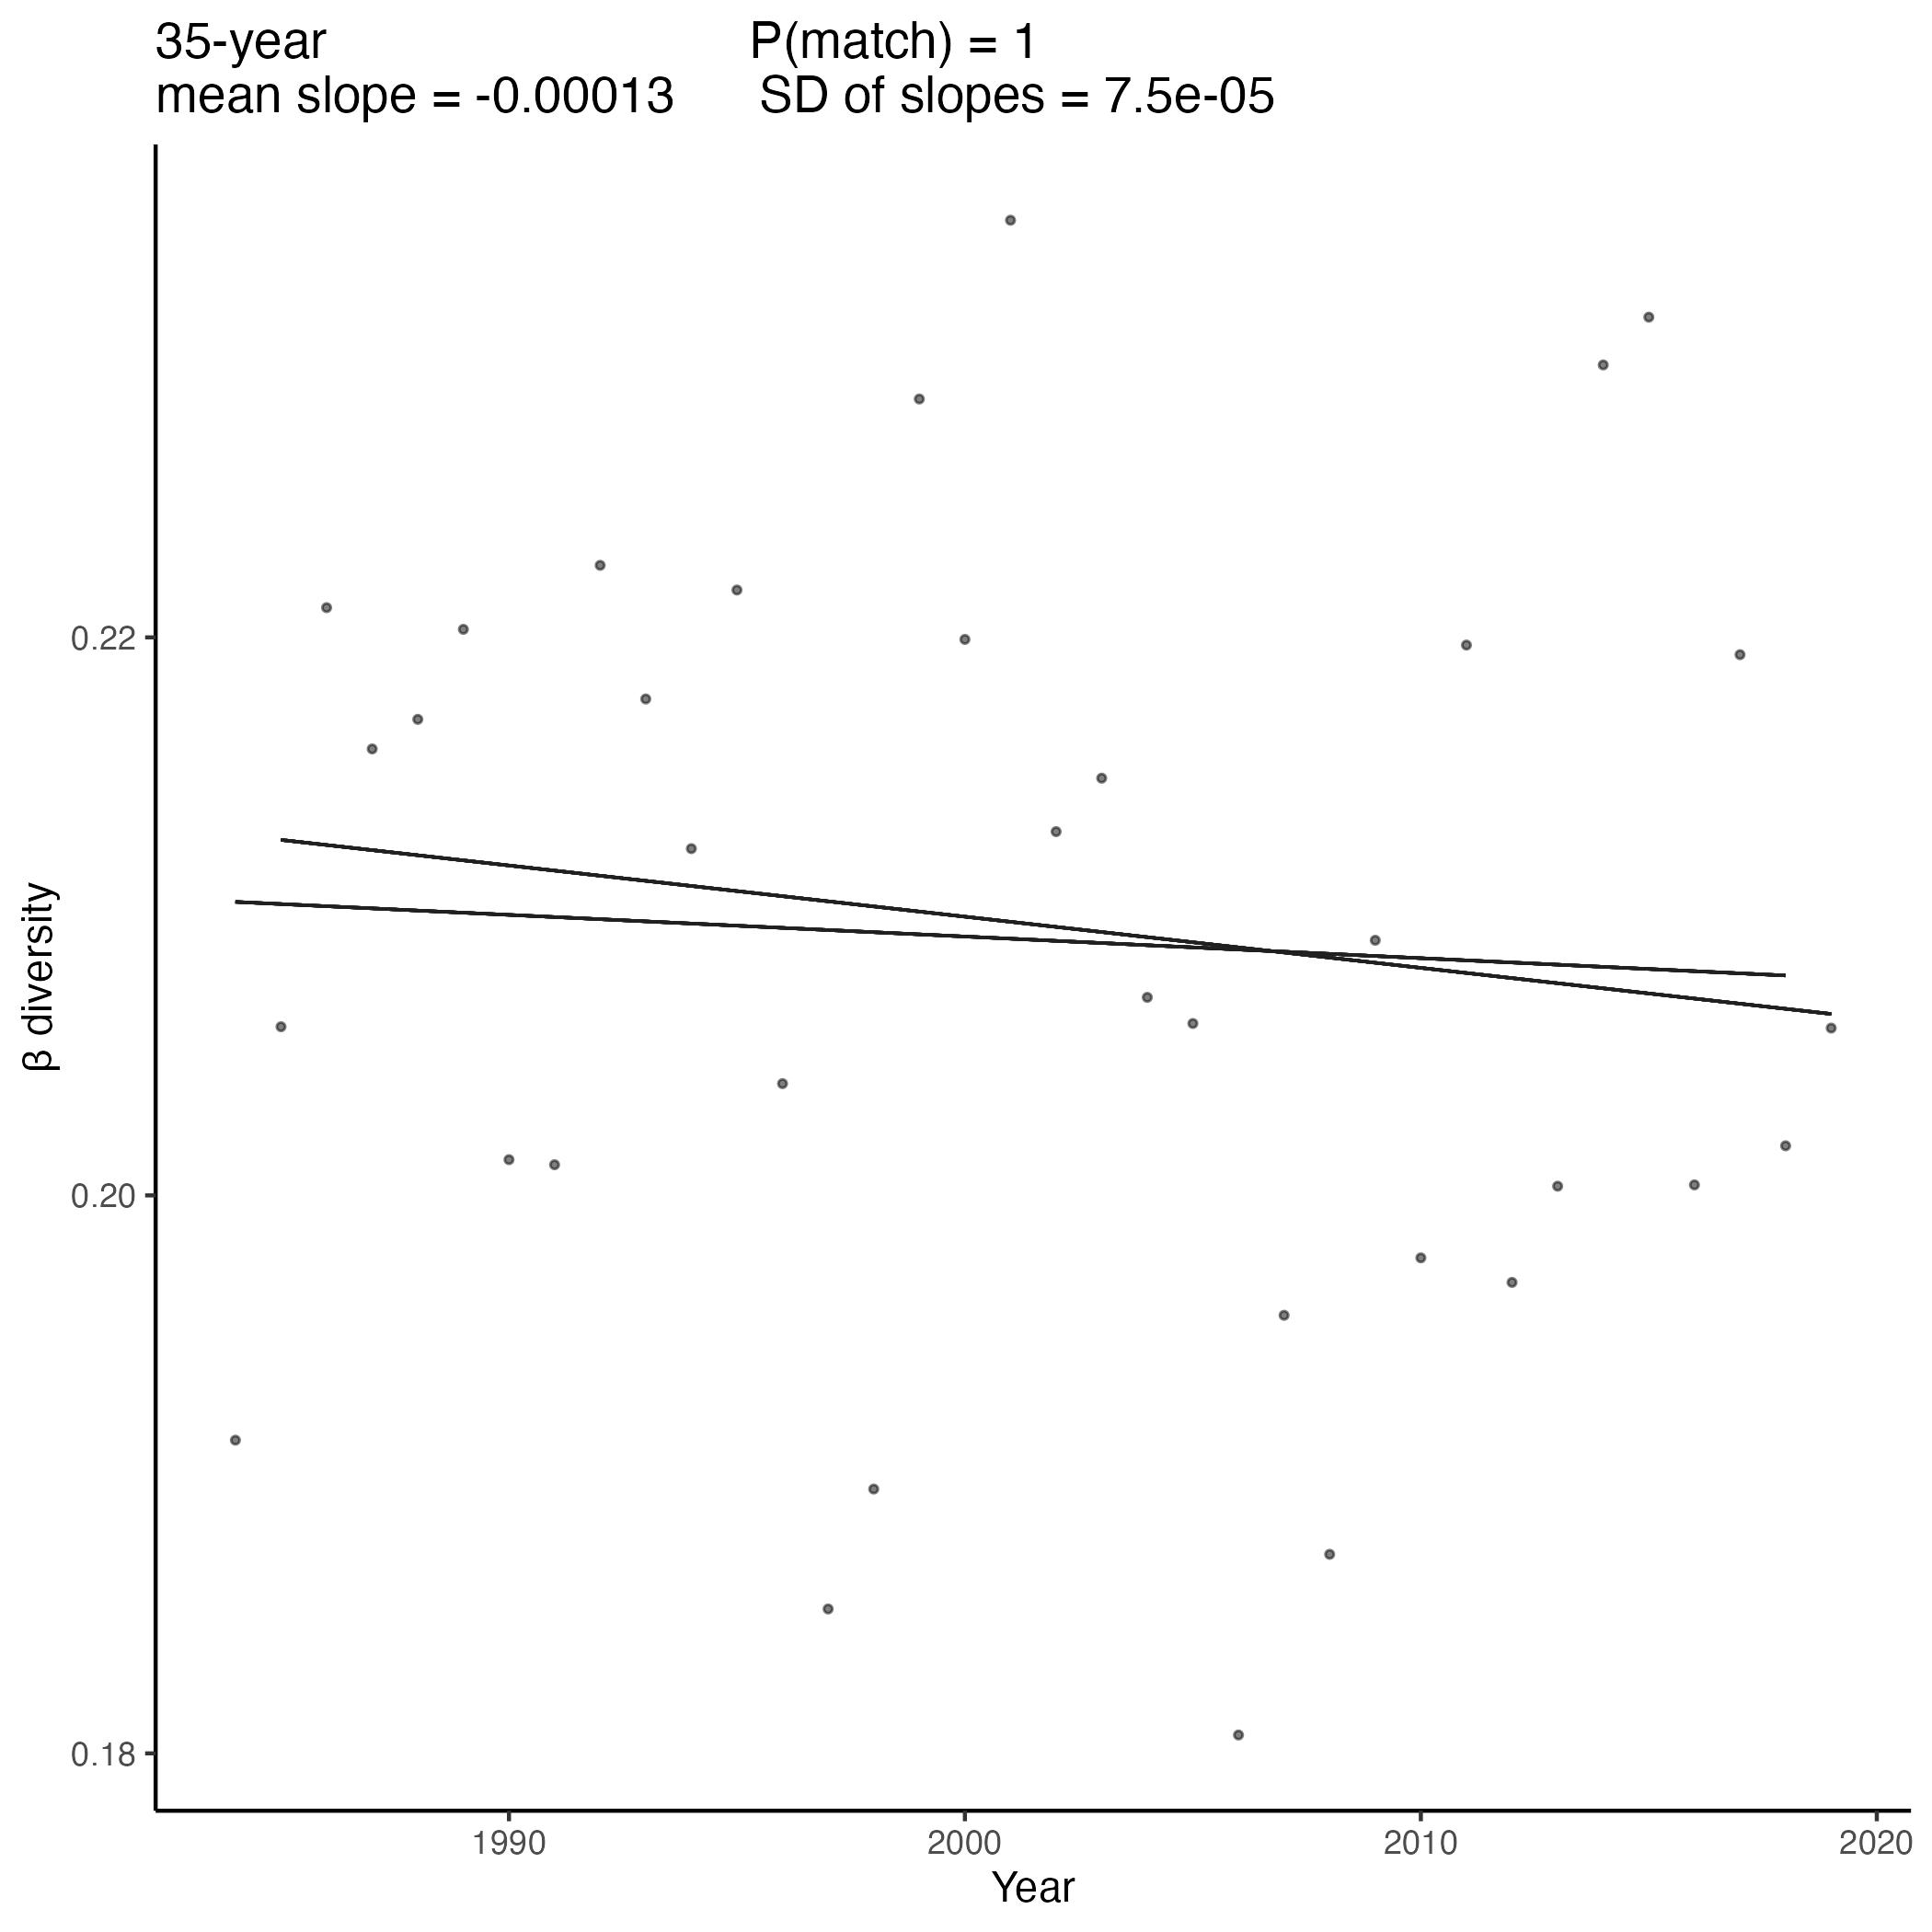 35-year P(match) = 1
mean slope = -0.00013 SD of slopes = 7.5e-05
β diversity
0.22
0.20
0.18
1990 2000 2010 2020
Year